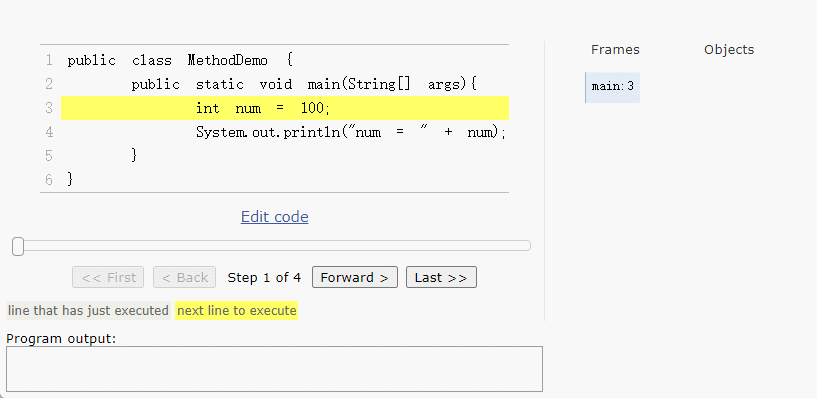 Frames Objects
1 public class MethodDemo {
2 public static void main(String[] args){
main:3
3 int num = 100;
4 System.out.println("num = " + num);
5 }
6 }
Edit code
<< First < Back Step 1 of 4 Forward > Last >>
line that has just executed next line to execute
Program output: